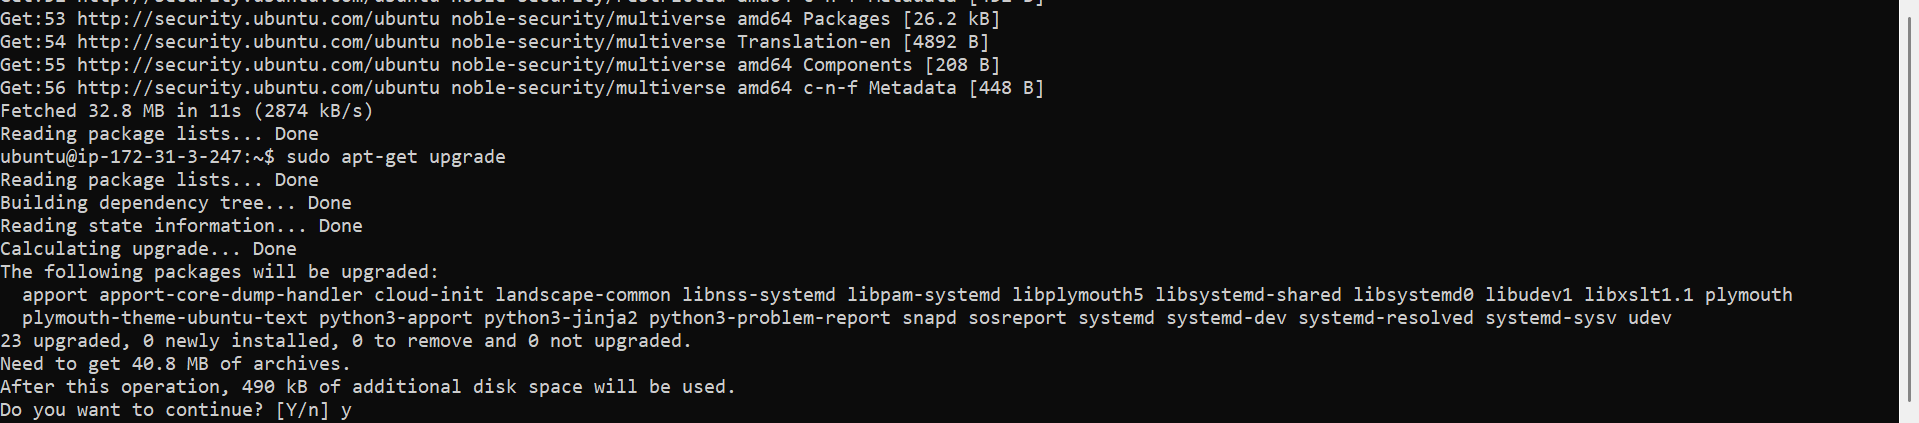 Get:53 http://security.ubuntu.com/ubuntu noble-security/multiverse amd64 Packages [26.2 kB]
Get:54 http://security.ubuntu.com/ubuntu noble-security/multiverse Translation-en [4892 B]
Get:55 http://security.ubuntu.com/ubuntu noble-security/multiverse amd64 Components [208 B]
Get:56 http://security.ubuntu.com/ubuntu noble-security/multiverse amd64 c-n-f Metadata [448 B]
Fetched 32.8 MB in 11s (2874 kB/s)
Reading package lists... Done
ubuntu@ip-172-31-3-247:~$ sudo apt-get upgrade
Reading package lists... Done
Building dependency tree... Done
Reading state information... Done
Calculating upgrade... Done
The following packages will be upgraded:
  apport apport-core-dump-handler cloud-init landscape-common libnss-systemd libpam-systemd libplymouth5 libsystemd-shared libsystemd0 libudev1 libxslt1.1 plymouth
  plymouth-theme-ubuntu-text python3-apport python3-jinja2 python3-problem-report snapd sosreport systemd systemd-dev systemd-resolved systemd-sysv udev
23 upgraded, 0 newly installed, 0 to remove and 0 not upgraded.
Need to get 40.8 MB of archives.
After this operation, 490 kB of additional disk space will be used.
Do you want to continue? [Y/n] y